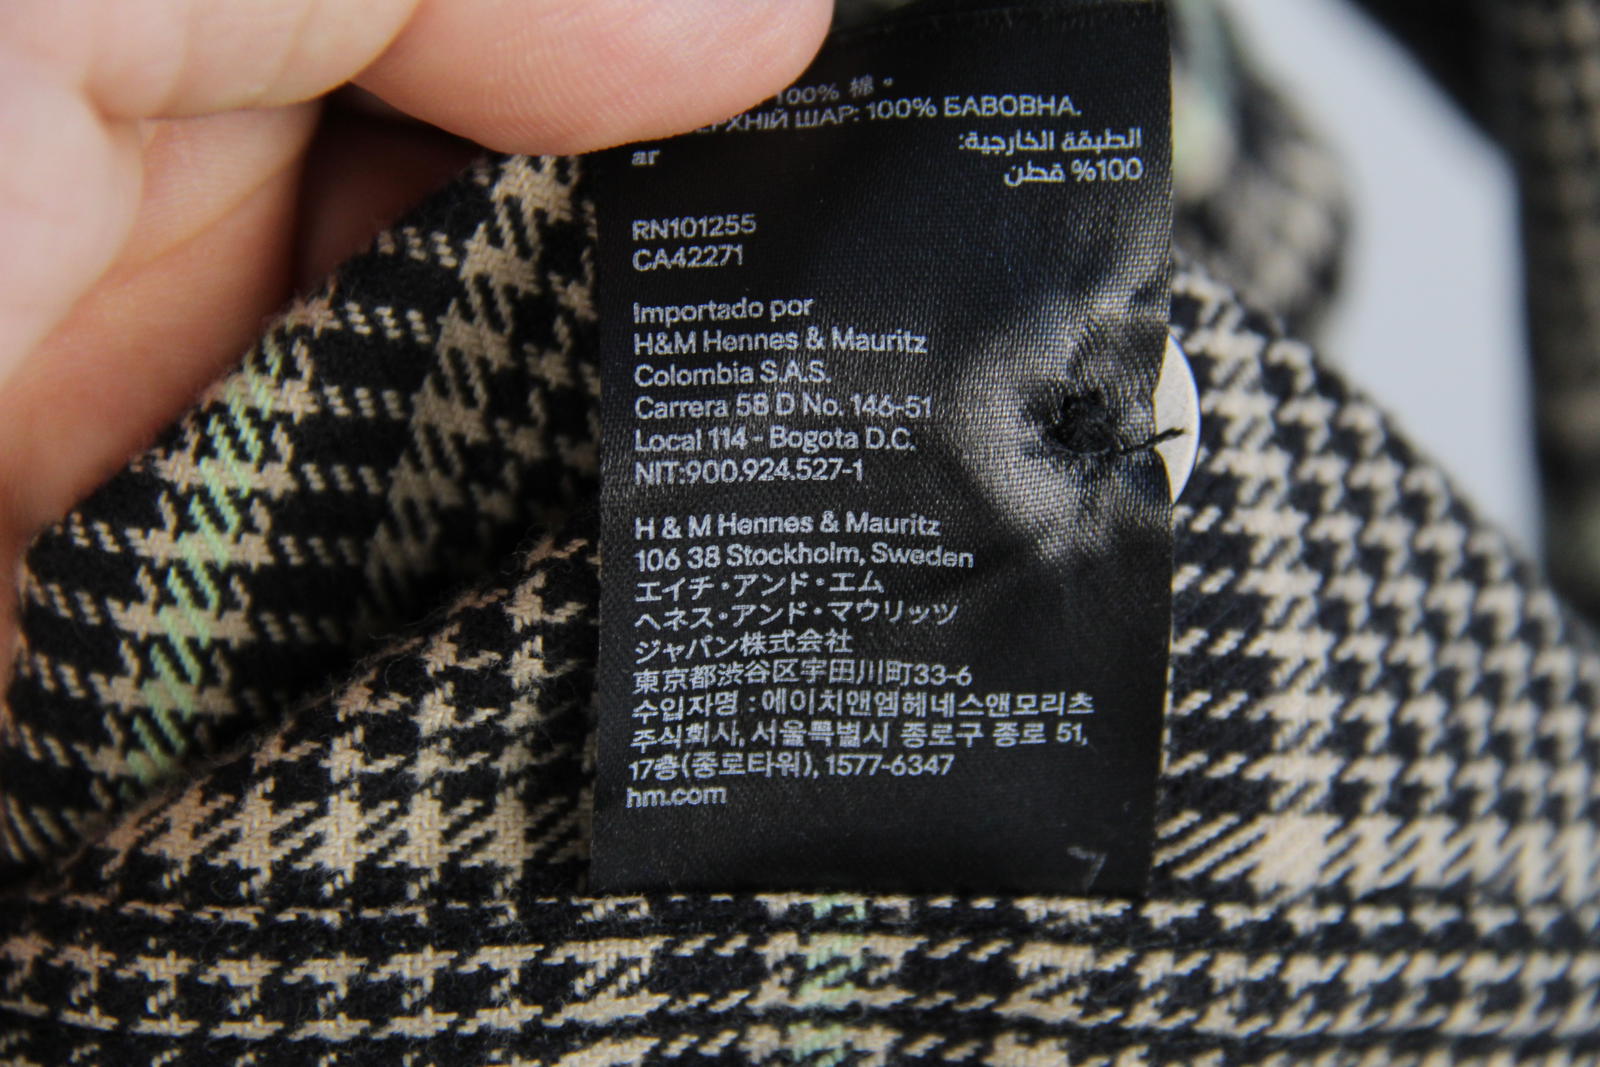 100% 棉。
ЕРХНІЙ ШАР: 100% БАВОВНА.
ar
الطبقة الخارجية:
100% قطن
RN101255
CA42271
Importado por
H&M Hennes & Mauritz
Colombia S.A.S.
Carrera 58 D No. 146-51
Local 114 - Bogota D.C.
NIT:900.924.527-1
H & M Hennes & Mauritz
106 38 Stockholm, Sweden
エイチ・アンド・エム
ヘネス・アンド・マウリッツ
ジャパン株式会社
東京都渋谷区宇田川町33-6
수입자명 : 에이치앤엠헤네스앤모리츠
주식회사, 서울특별시 종로구 종로 51,
17층(종로타워), 1577-6347
hm.com